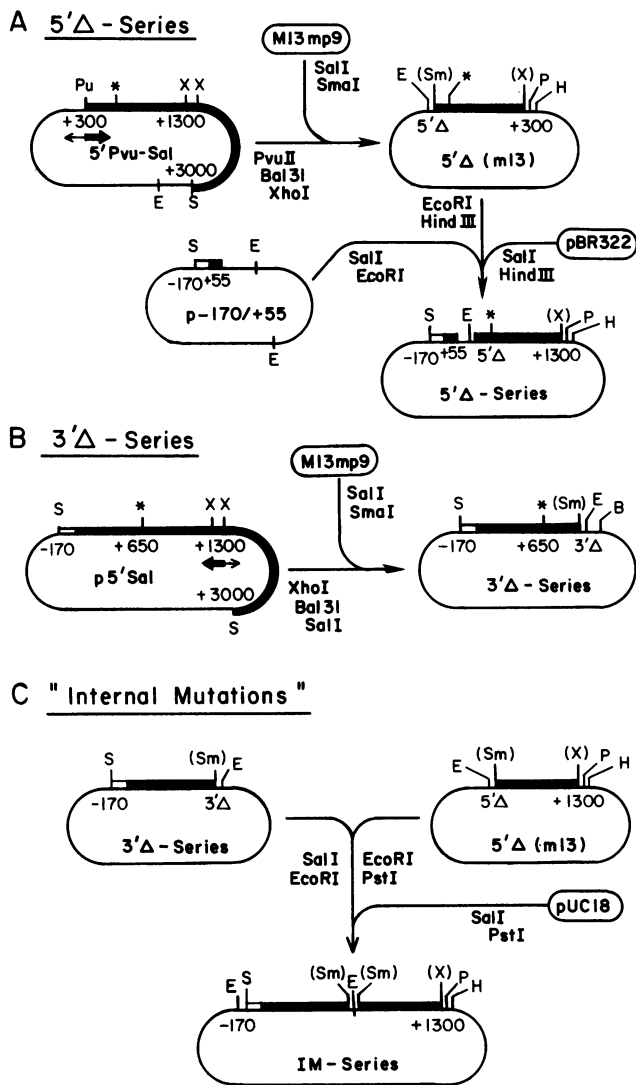 A 5'Δ - Series
M13mp9
SalI
SmaI
Pu * X X
+300 +1300
5' Pvu-Sal
+3000
E S
PvuII
Bal31
XhoI
E (Sm) * (X) P H
5'Δ +300
5'Δ (m13)
EcoRI
HindIII
pBR322
SalI
EcoRI
SalI
HindIII
S E
-170 +55
p-170/+55
E
S E * (X) P H
-170 +55 5'Δ +1300
5'Δ-Series
B 3'Δ - Series
M13mp9
SalI
SmaI
S * X X
-170 +650 +1300
p5'Sal
+3000
S
XhoI
Bal31
SalI
S * (Sm) E B
-170 +650 3'Δ
3'Δ-Series
C " Internal Mutations "
S (Sm) E
-170 3'Δ
3'Δ-Series
E (Sm) (X) P H
5'Δ +1300
5'Δ (m13)
SalI
EcoRI
EcoRI
PstI
pUC18
SalI
PstI
E S (Sm) E (Sm) (X) P H
-170 +1300
IM-Series